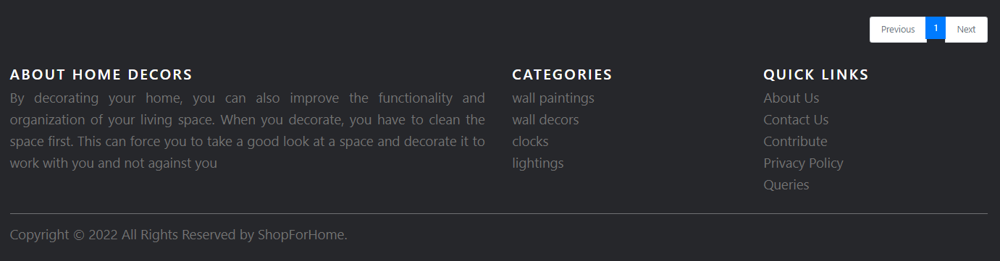 Previous 1 Next
ABOUT HOME DECORS
By decorating your home, you can also improve the functionality and
organization of your living space. When you decorate, you have to clean the
space first. This can force you to take a good look at a space and decorate it to
work with you and not against you
CATEGORIES
wall paintings
wall decors
clocks
lightings
QUICK LINKS
About Us
Contact Us
Contribute
Privacy Policy
Queries
Copyright © 2022 All Rights Reserved by ShopForHome.